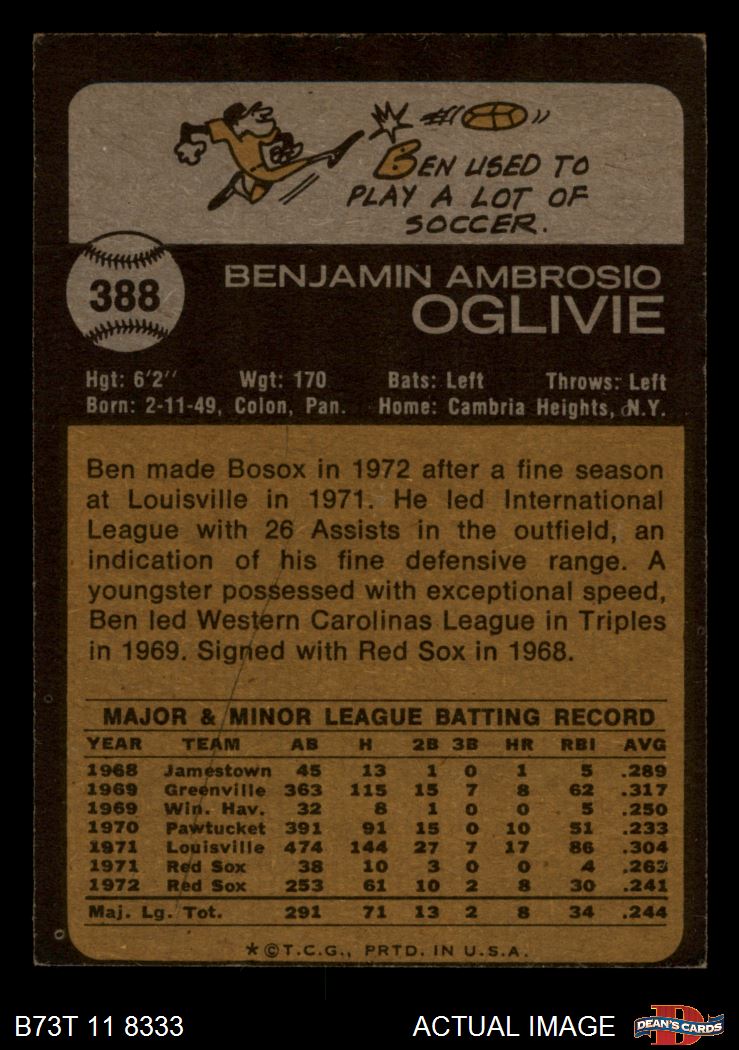 BEN USED TO
PLAY A LOT OF
SOCCER.
388
BENJAMIN AMBROSIO
OGLIVIE
Hgt: 6'2" Wgt: 170 Bats: Left Throws: Left
Born: 2-11-49, Colon, Pan. Home: Cambria Heights, N.Y.
Ben made Bosox in 1972 after a fine season
at Louisville in 1971. He led International
League with 26 Assists in the outfield, an
indication of his fine defensive range. A
youngster possessed with exceptional speed,
Ben led Western Carolinas League in Triples
in 1969. Signed with Red Sox in 1968.
MAJOR & MINOR LEAGUE BATTING RECORD
YEAR TEAM AB H 2B 3B HR RBI AVG
1968 Jamestown 45 13 1 0 1 5 .289
1969 Greenville 363 115 15 7 8 62 .317
1969 Win. Hav. 32 8 1 0 0 5 .250
1970 Pawtucket 391 91 15 0 10 51 .233
1971 Louisville 474 144 27 7 17 86 .304
1971 Red Sox 38 10 3 0 0 4 .263
1972 Red Sox 253 61 10 2 8 30 .241
Maj. Lg. Tot. 291 71 13 2 8 34 .244
*©T.C.G., PRTD. IN U.S.A.
B73T 11 8333 ACTUAL IMAGE
D
DEAN'S CARDS